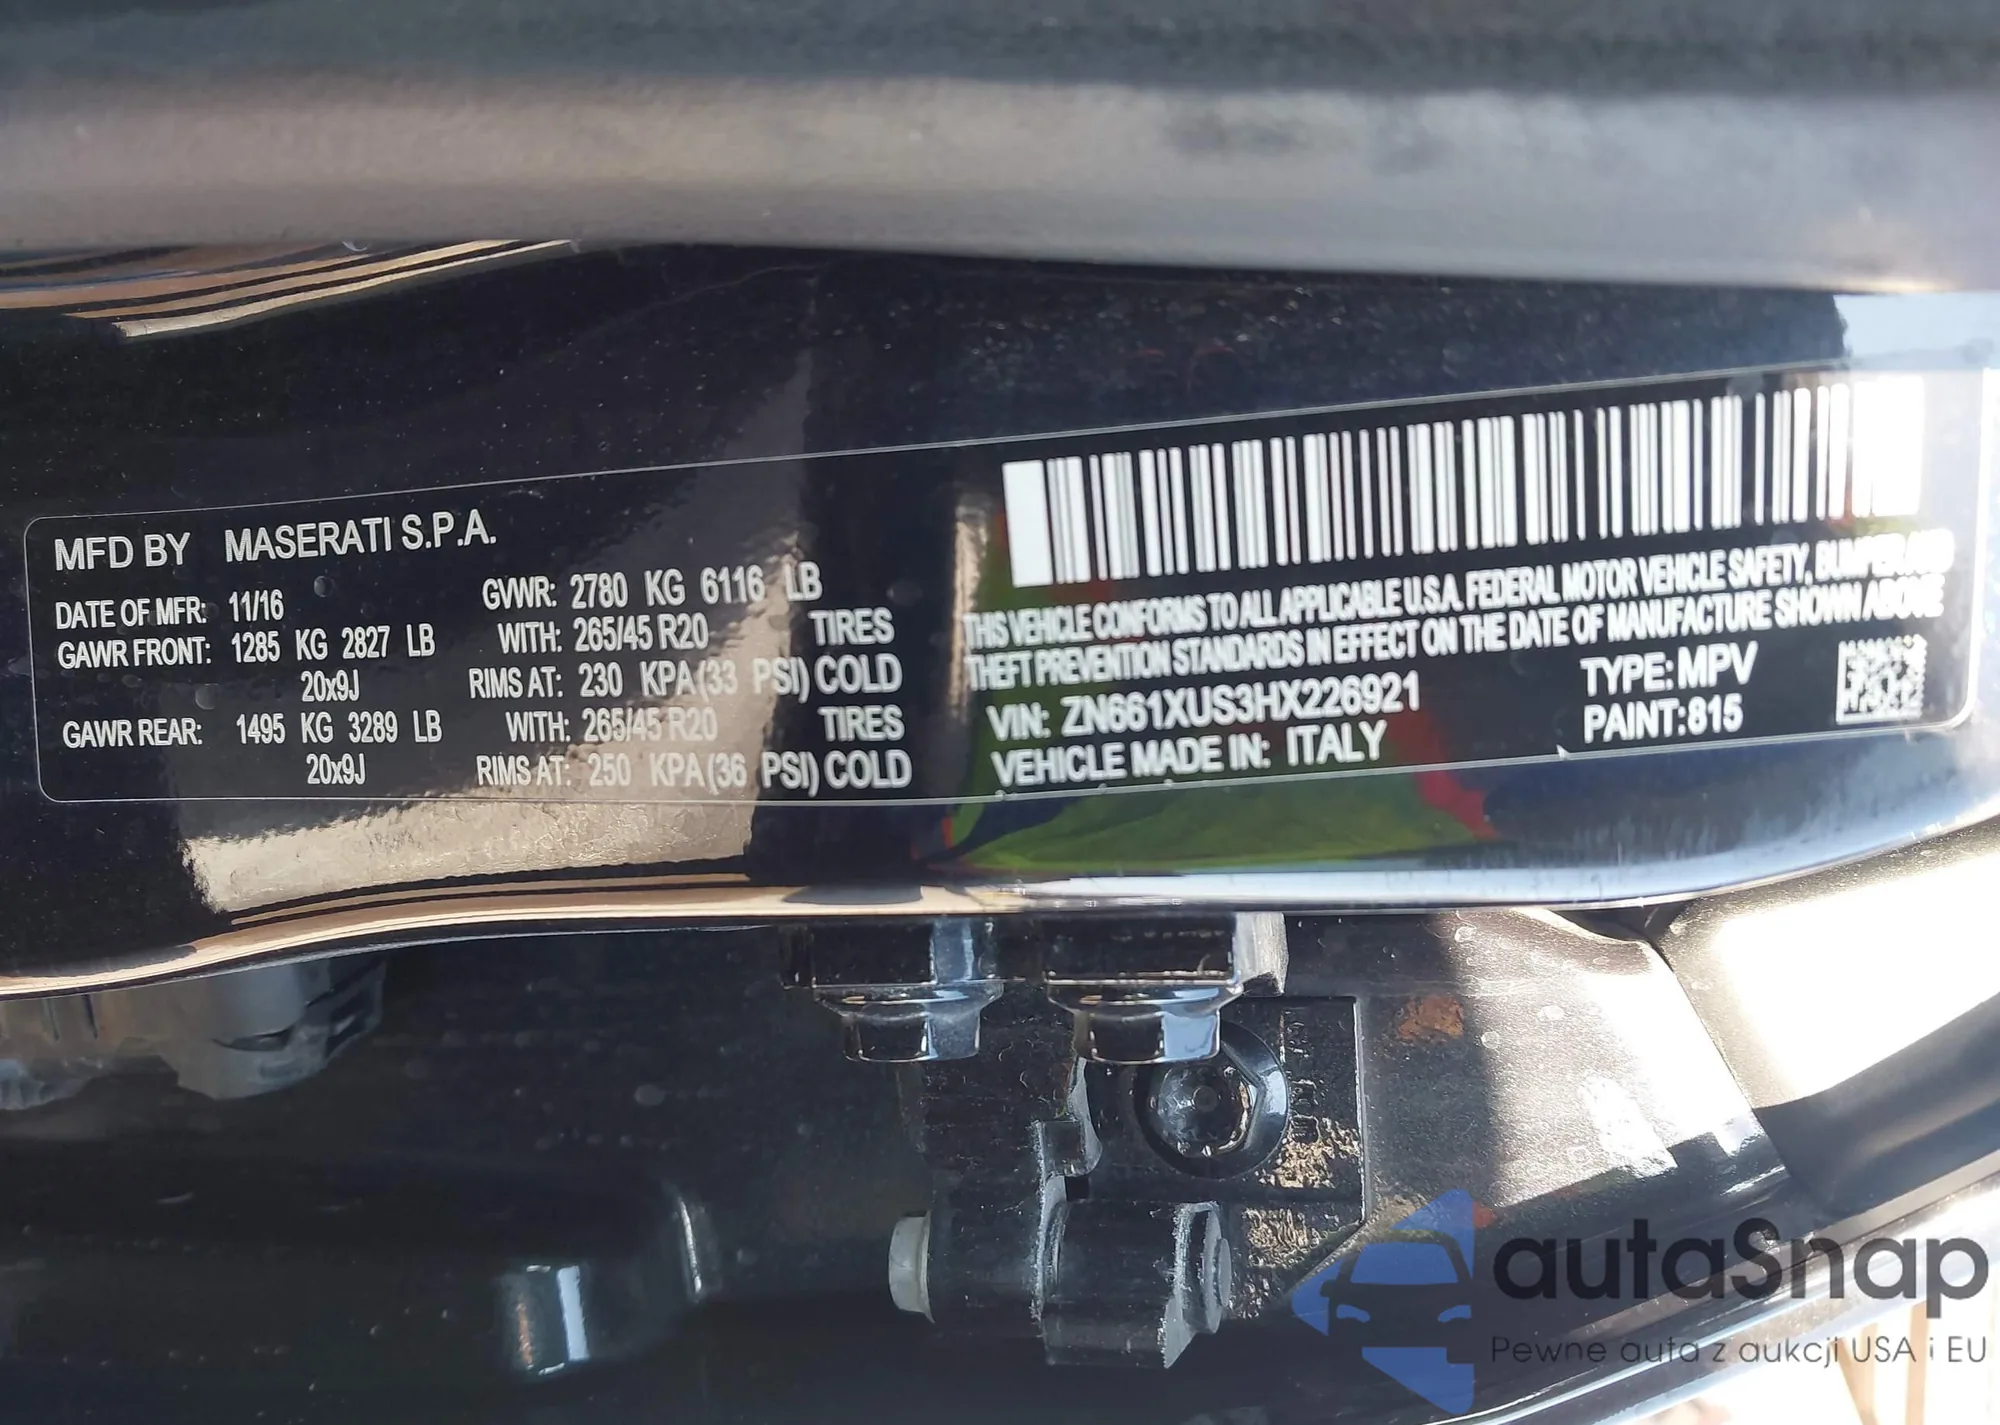 MFD BY MASERATI S.P.A.
DATE OF MFR: 11/16 GVWR: 2780 KG 6116 LB
GAWR FRONT: 1285 KG 2827 LB WITH: 265/45 R20 TIRES
20x9J RIMS AT: 230 KPA (33 PSI) COLD
GAWR REAR: 1495 KG 3289 LB WITH: 265/45 R20 TIRES
20x9J RIMS AT: 250 KPA (36 PSI) COLD
THIS VEHICLE CONFORMS TO ALL APPLICABLE U.S.A. FEDERAL MOTOR VEHICLE SAFETY, BUMPER AND
THEFT PREVENTION STANDARDS IN EFFECT ON THE DATE OF MANUFACTURE SHOWN ABOVE
VIN: ZN661XUS3HX226921 TYPE: MPV
VEHICLE MADE IN: ITALY PAINT: 815
autaSnap
Pewne auta z aukcji USA i EU